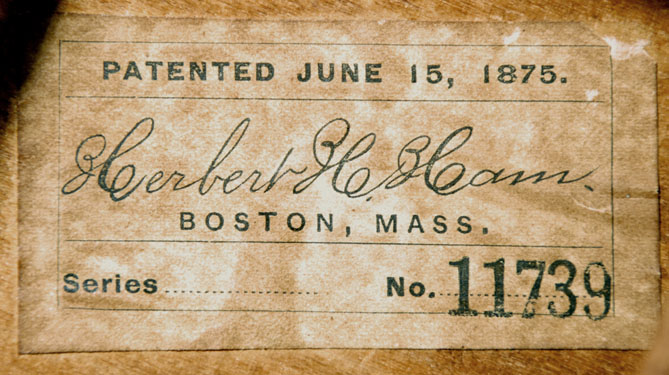 PATENTED JUNE 15, 1875.
Herbert H. Ham.
BOSTON, MASS.
Series.................... No. 11739